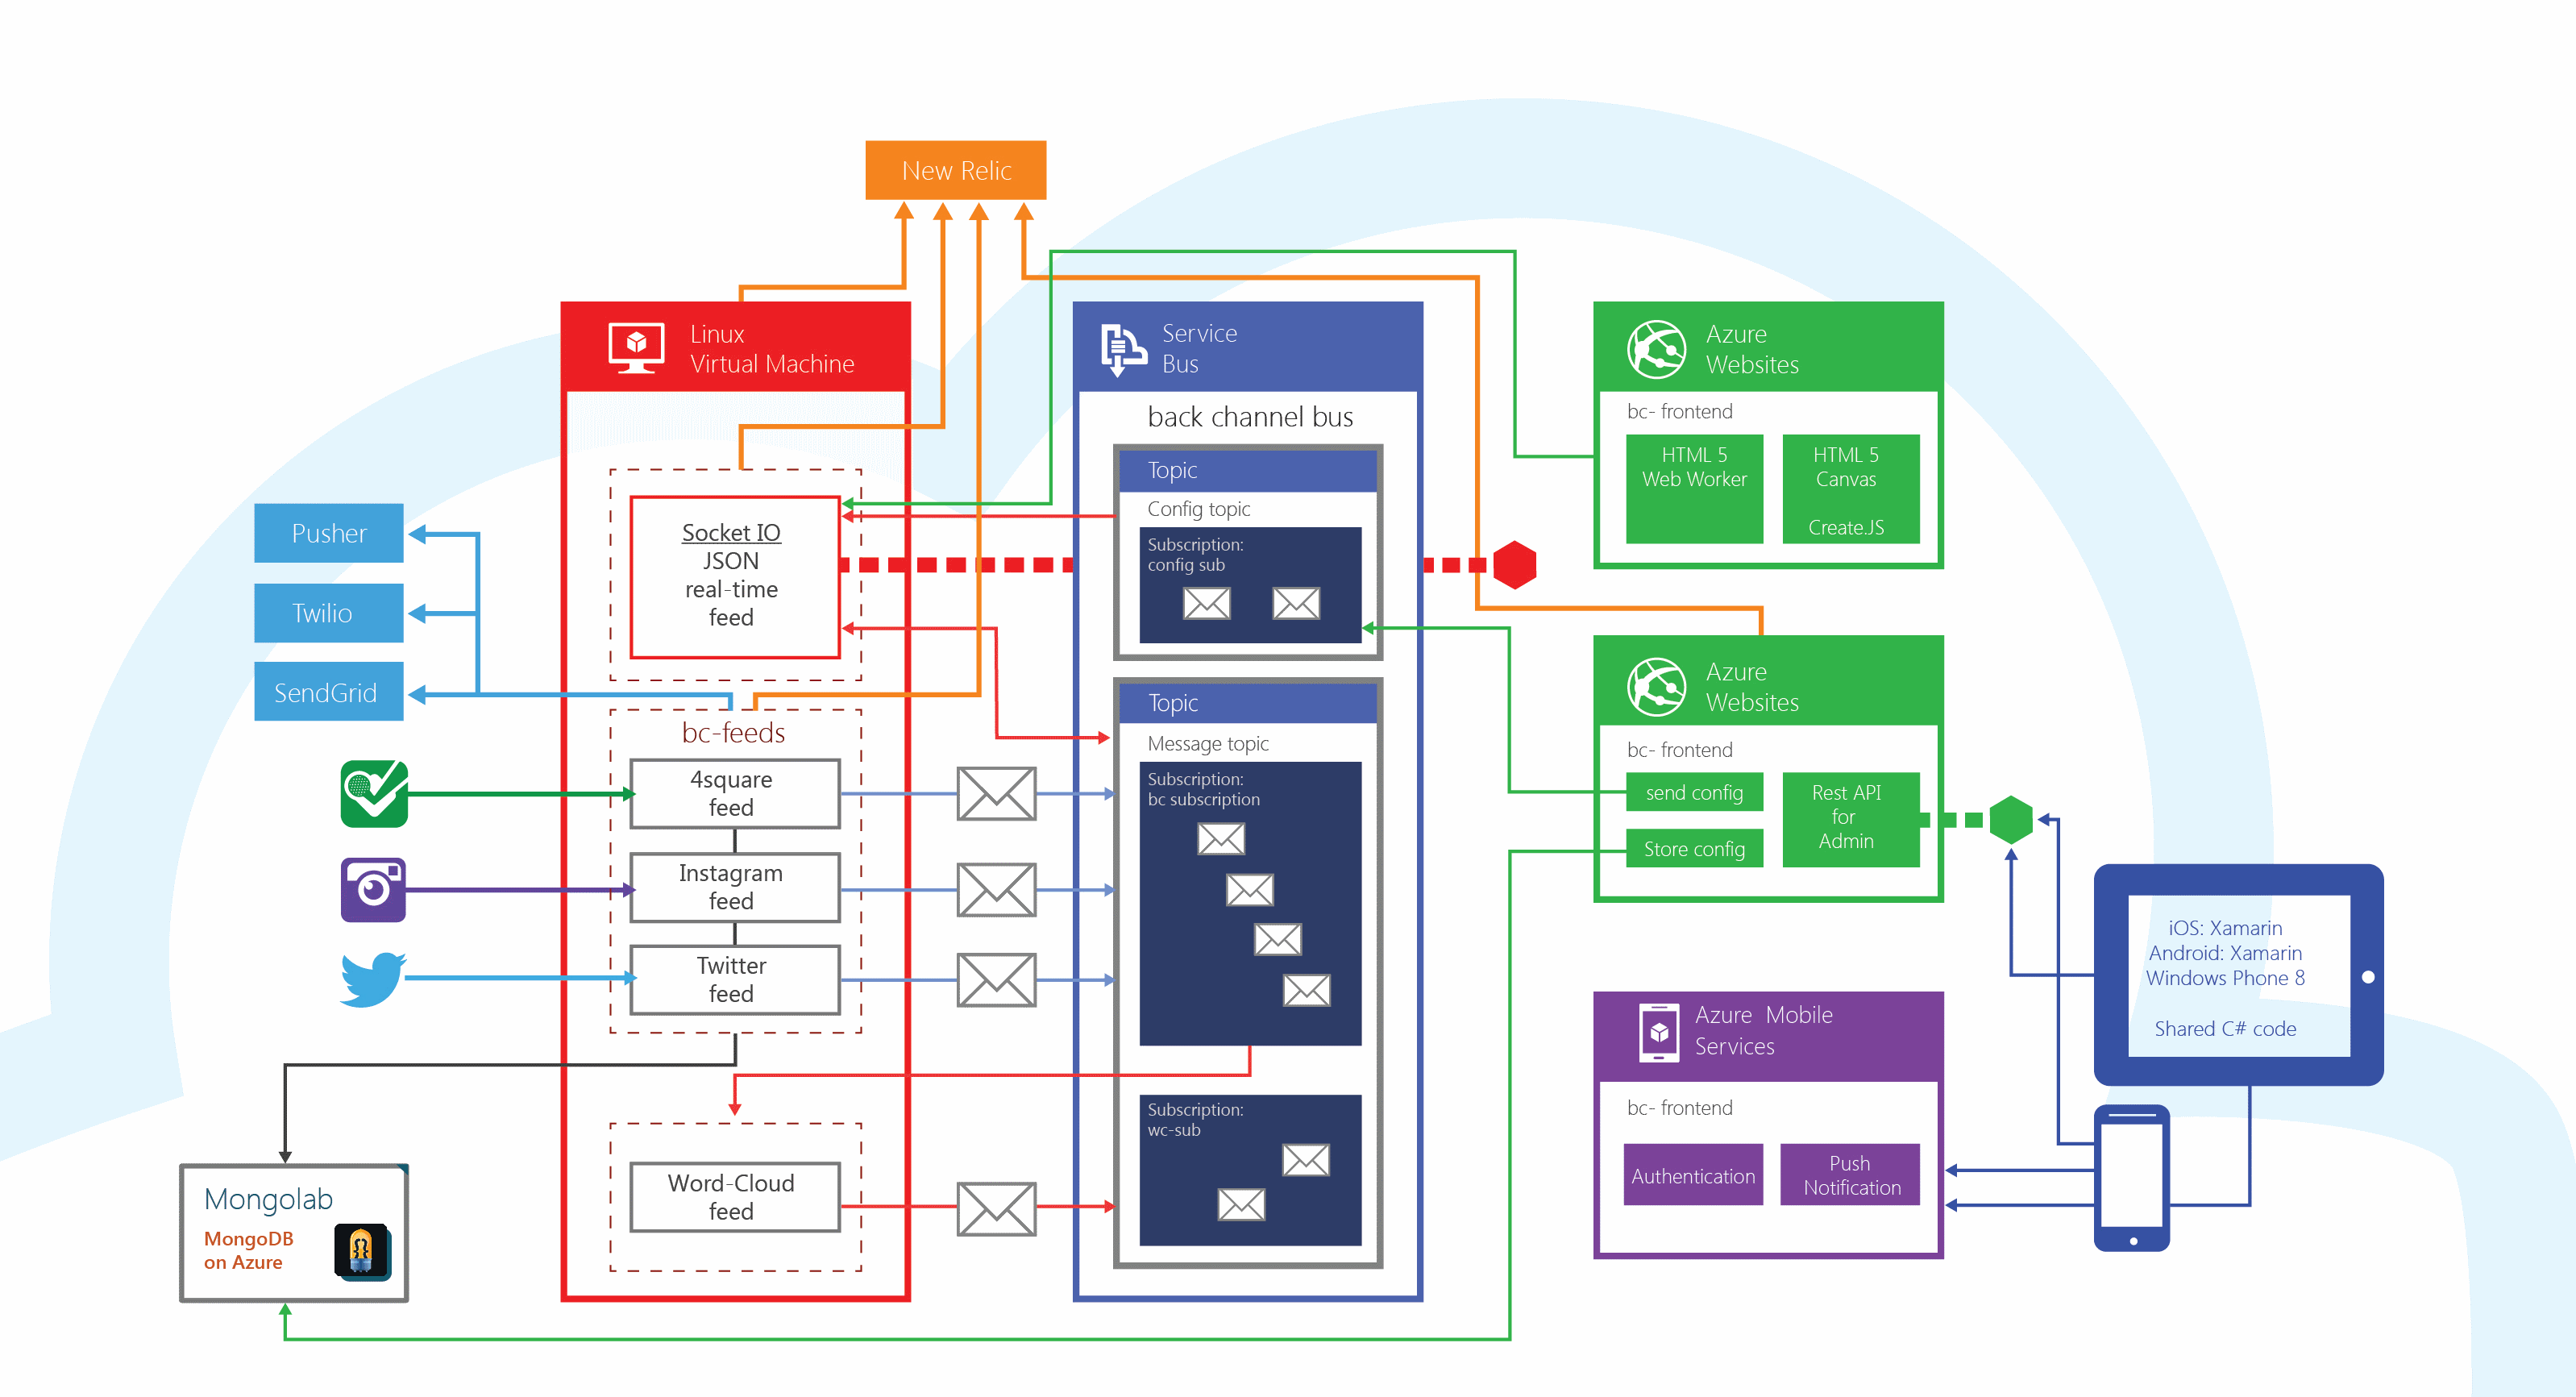 New Relic
Linux
Virtual Machine
Service
Bus
Azure
Websites
back channel bus
bc- frontend
HTML 5
Web Worker
HTML 5
Canvas
Create.JS
Topic
Config topic
Subscription:
config sub
Socket IO
JSON
real-time
feed
Pusher
Twilio
SendGrid
Azure
Websites
bc- frontend
send config
Store config
Rest API
for
Admin
bc-feeds
4square
feed
Instagram
feed
Twitter
feed
Topic
Message topic
Subscription:
bc subscription
iOS: Xamarin
Android: Xamarin
Windows Phone 8
Shared C# code
Azure Mobile
Services
bc- frontend
Authentication
Push
Notification
Subscription:
wc-sub
Word-Cloud
feed
Mongolab
MongoDB
on Azure